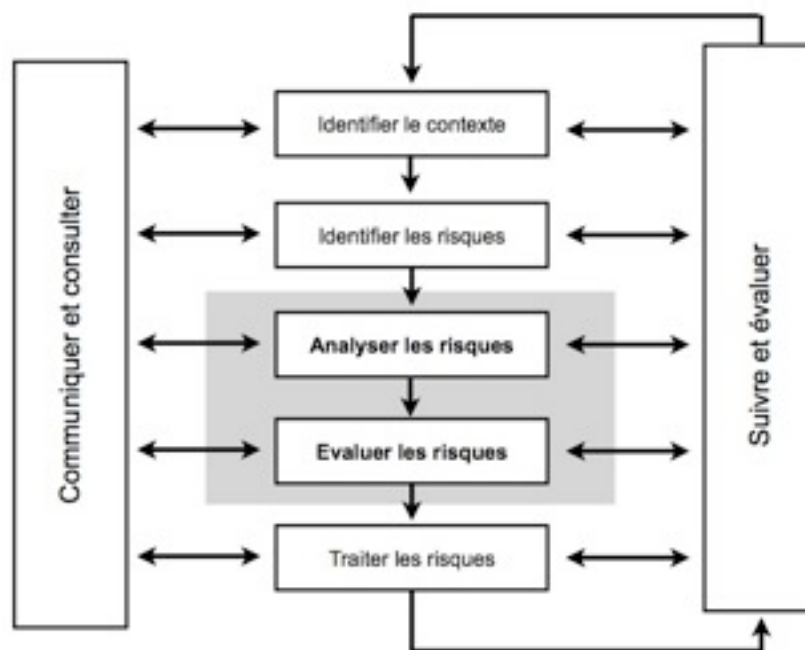 Communiquer et consulter
Identifier le contexte
Identifier les risques
Analyser les risques
Evaluer les risques
Traiter les risques
Suivre et évaluer